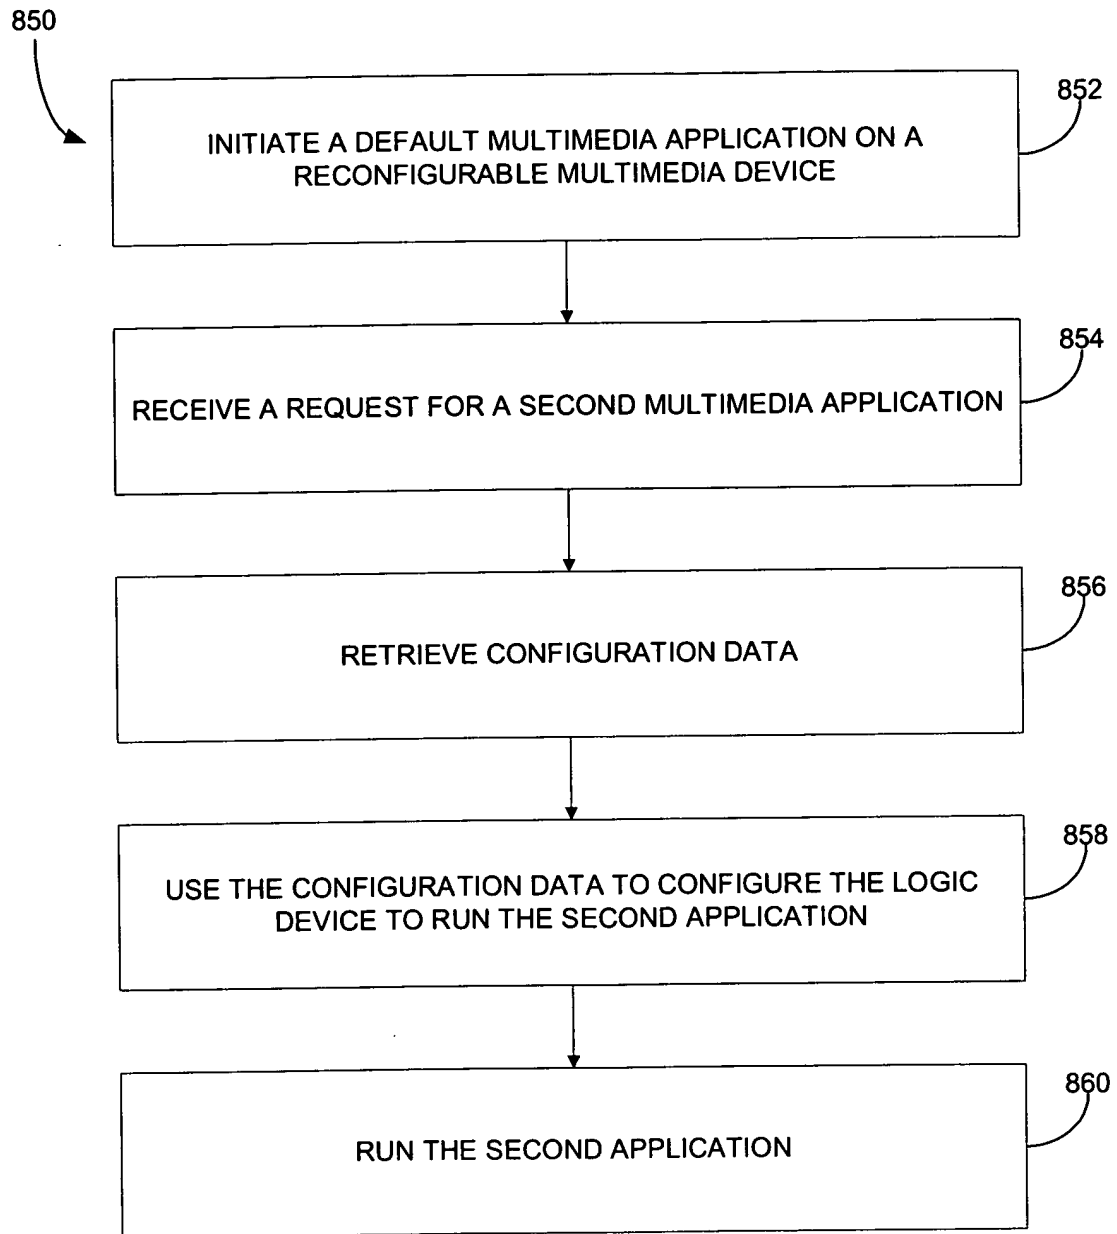 850
852
INITIATE A DEFAULT MULTIMEDIA APPLICATION ON A
RECONFIGURABLE MULTIMEDIA DEVICE
854
RECEIVE A REQUEST FOR A SECOND MULTIMEDIA APPLICATION
856
RETRIEVE CONFIGURATION DATA
858
USE THE CONFIGURATION DATA TO CONFIGURE THE LOGIC
DEVICE TO RUN THE SECOND APPLICATION
860
RUN THE SECOND APPLICATION